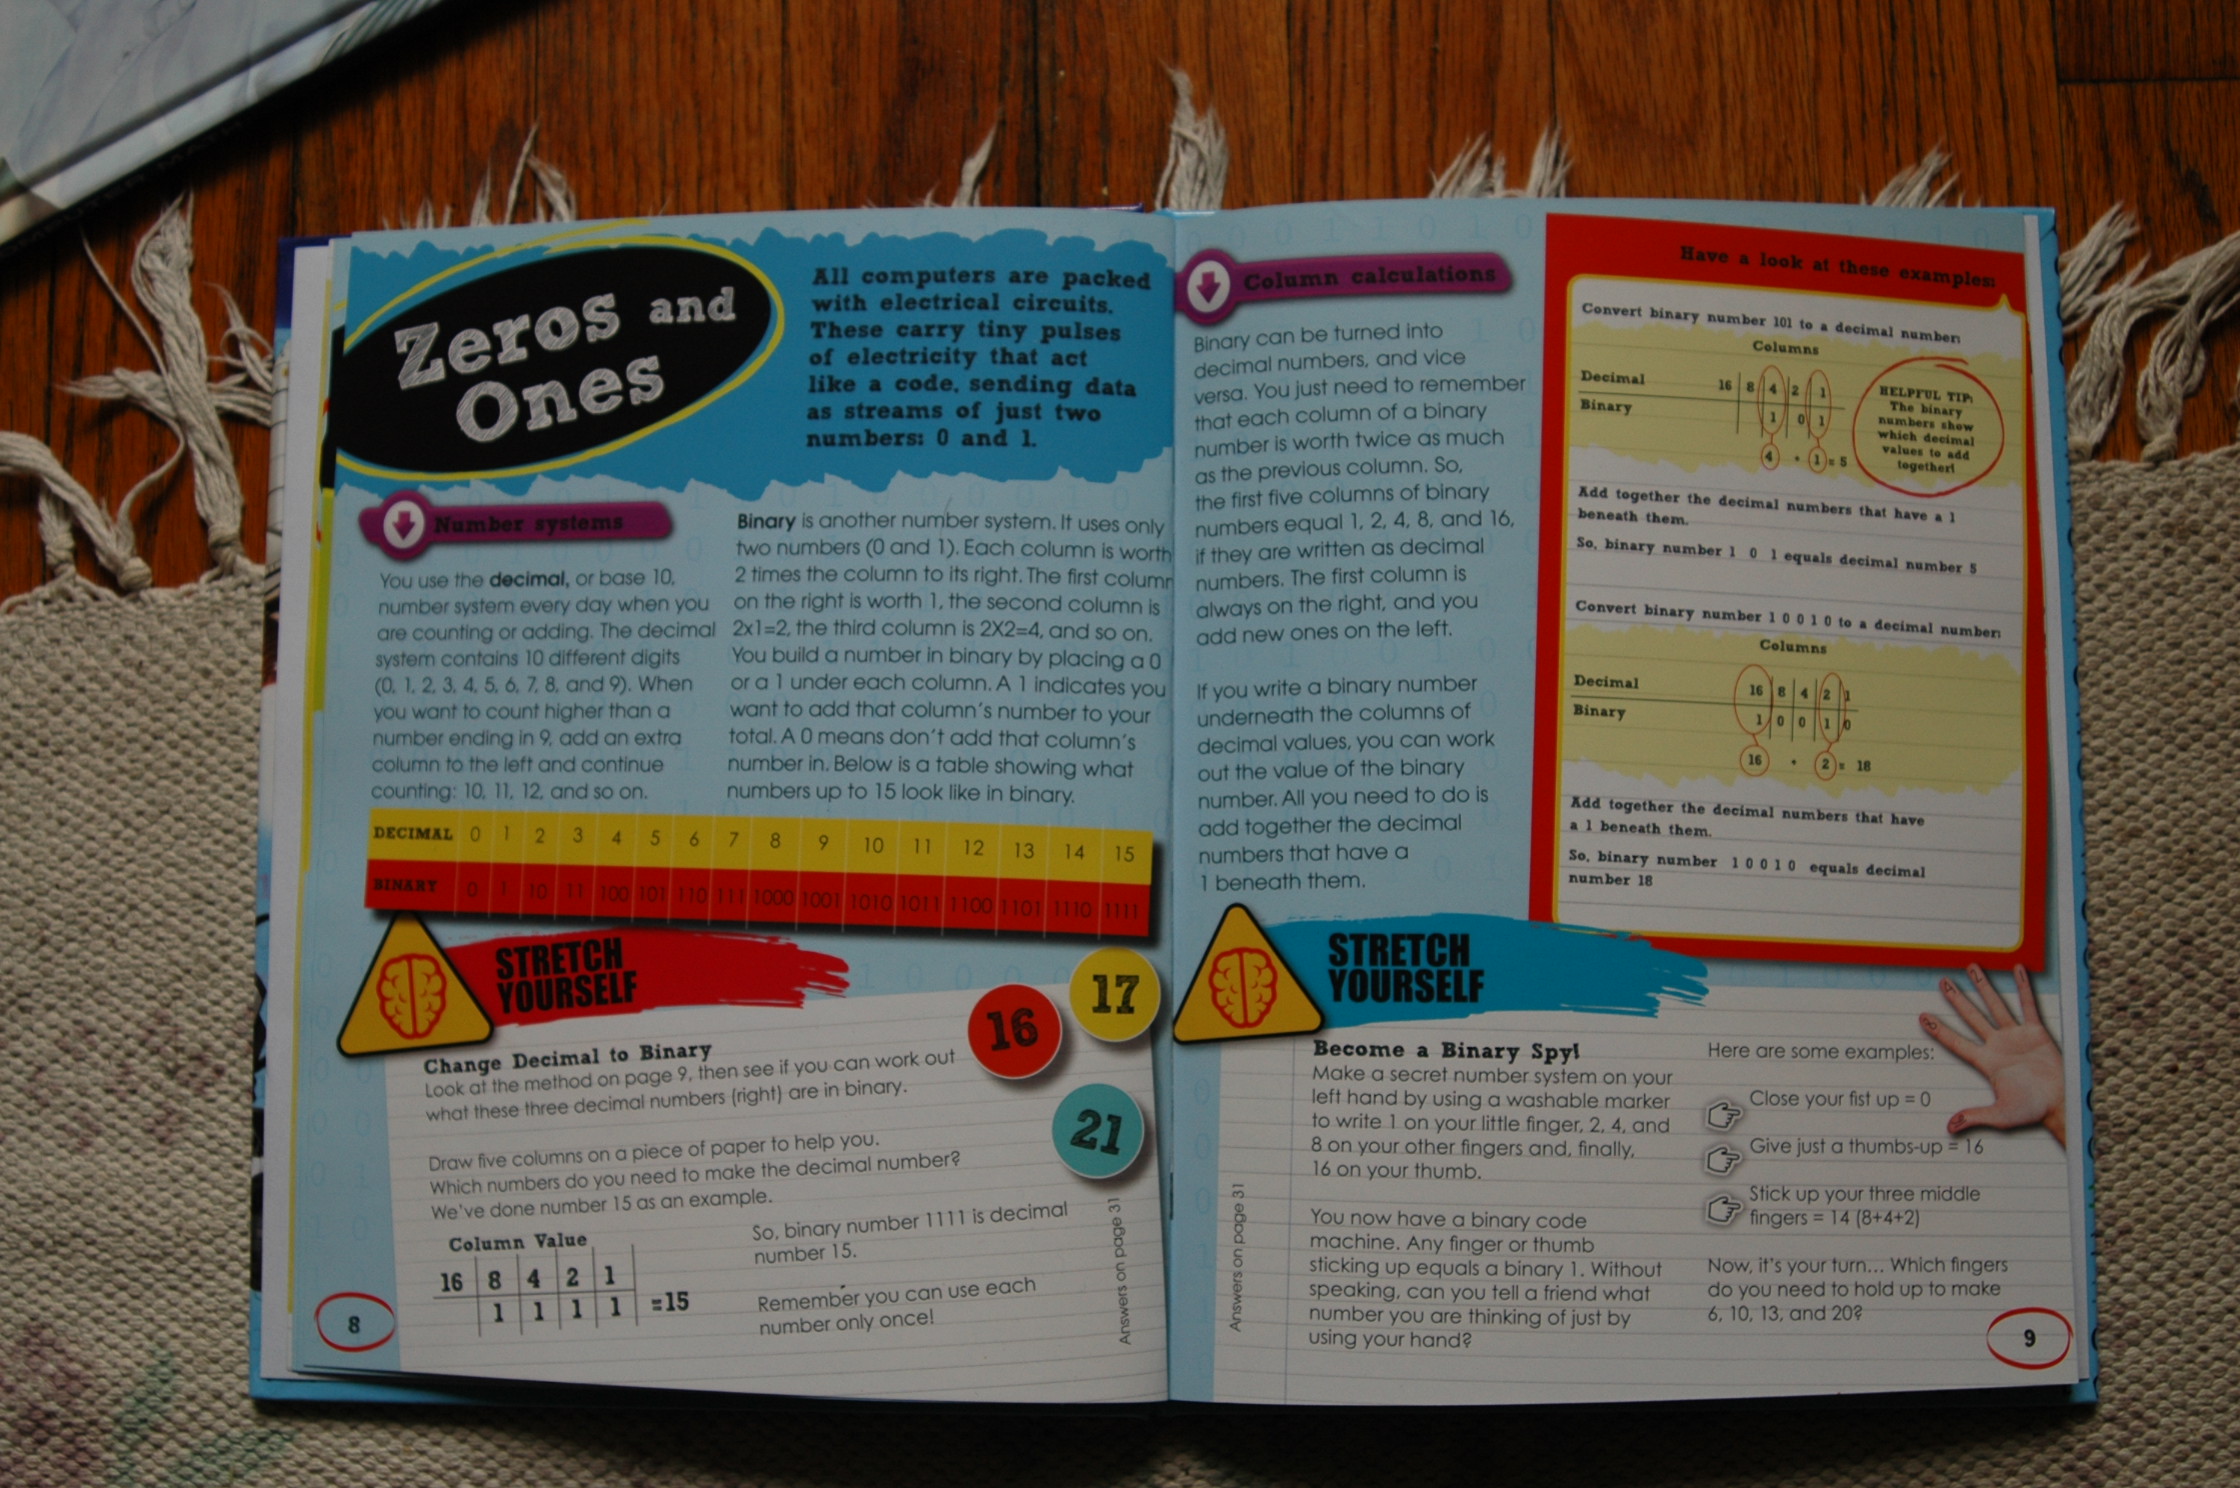 Zeros and
Ones
All computers are packed
with electrical circuits.
These carry tiny pulses
of electricity that act
like a code, sending data
as streams of just two
numbers: 0 and 1.
Number systems
You use the decimal, or base 10,
number system every day when you
are counting or adding. The decimal
system contains 10 different digits
(0, 1, 2, 3, 4, 5, 6, 7, 8, and 9). When
you want to count higher than a
number ending in 9, add an extra
column to the left and continue
counting: 10, 11, 12, and so on.
Binary is another number system. It uses only
two numbers (0 and 1). Each column is worth
2 times the column to its right. The first column
on the right is worth 1, the second column is
2x1=2, the third column is 2X2=4, and so on.
You build a number in binary by placing a 0
or a 1 under each column. A 1 indicates you
want to add that column's number to your
total. A 0 means don't add that column's
number in. Below is a table showing what
numbers up to 15 look like in binary.
DECIMAL 0 1 2 3 4 5 6 7 8 9 10 11 12 13 14 15
BINARY 0 1 10 11 100 101 110 111 1000 1001 1010 1011 1100 1101 1110 1111
STRETCH
YOURSELF
16
17
21
Change Decimal to Binary
Look at the method on page 9, then see if you can work out
what these three decimal numbers (right) are in binary.
Draw five columns on a piece of paper to help you.
Which numbers do you need to make the decimal number?
We've done number 15 as an example.
Column Value
16 8 4 2 1
1 1 1 1 =15
So, binary number 1111 is decimal
number 15.
Remember you can use each
number only once!
Answers on page 31
8
Column calculations
Binary can be turned into
decimal numbers, and vice
versa. You just need to remember
that each column of a binary
number is worth twice as much
as the previous column. So,
the first five columns of binary
numbers equal 1, 2, 4, 8, and 16,
if they are written as decimal
numbers. The first column is
always on the right, and you
add new ones on the left.
If you write a binary number
underneath the columns of
decimal values, you can work
out the value of the binary
number. All you need to do is
add together the decimal
numbers that have a
1 beneath them.
Have a look at these examples:
Convert binary number 101 to a decimal number:
Columns
Decimal 16 8 4 2 1
Binary 1 0 1
4 + 1 = 5
HELPFUL TIP:
The binary
numbers show
which decimal
values to add
together!
Add together the decimal numbers that have a 1
beneath them.
So, binary number 1 0 1 equals decimal number 5
Convert binary number 1 0 0 1 0 to a decimal number:
Columns
Decimal 16 8 4 2 1
Binary 1 0 0 1 0
16 + 2 = 18
Add together the decimal numbers that have
a 1 beneath them.
So, binary number 1 0 0 1 0 equals decimal
number 18
STRETCH
YOURSELF
Become a Binary Spy!
Make a secret number system on your
left hand by using a washable marker
to write 1 on your little finger, 2, 4, and
8 on your other fingers and, finally,
16 on your thumb.
You now have a binary code
machine. Any finger or thumb
sticking up equals a binary 1. Without
speaking, can you tell a friend what
number you are thinking of just by
using your hand?
Here are some examples:
Close your fist up = 0
Give just a thumbs-up = 16
Stick up your three middle
fingers = 14 (8+4+2)
Now, it's your turn... Which fingers
do you need to hold up to make
6, 10, 13, and 20?
8 4 2 1
Answers on page 31
9